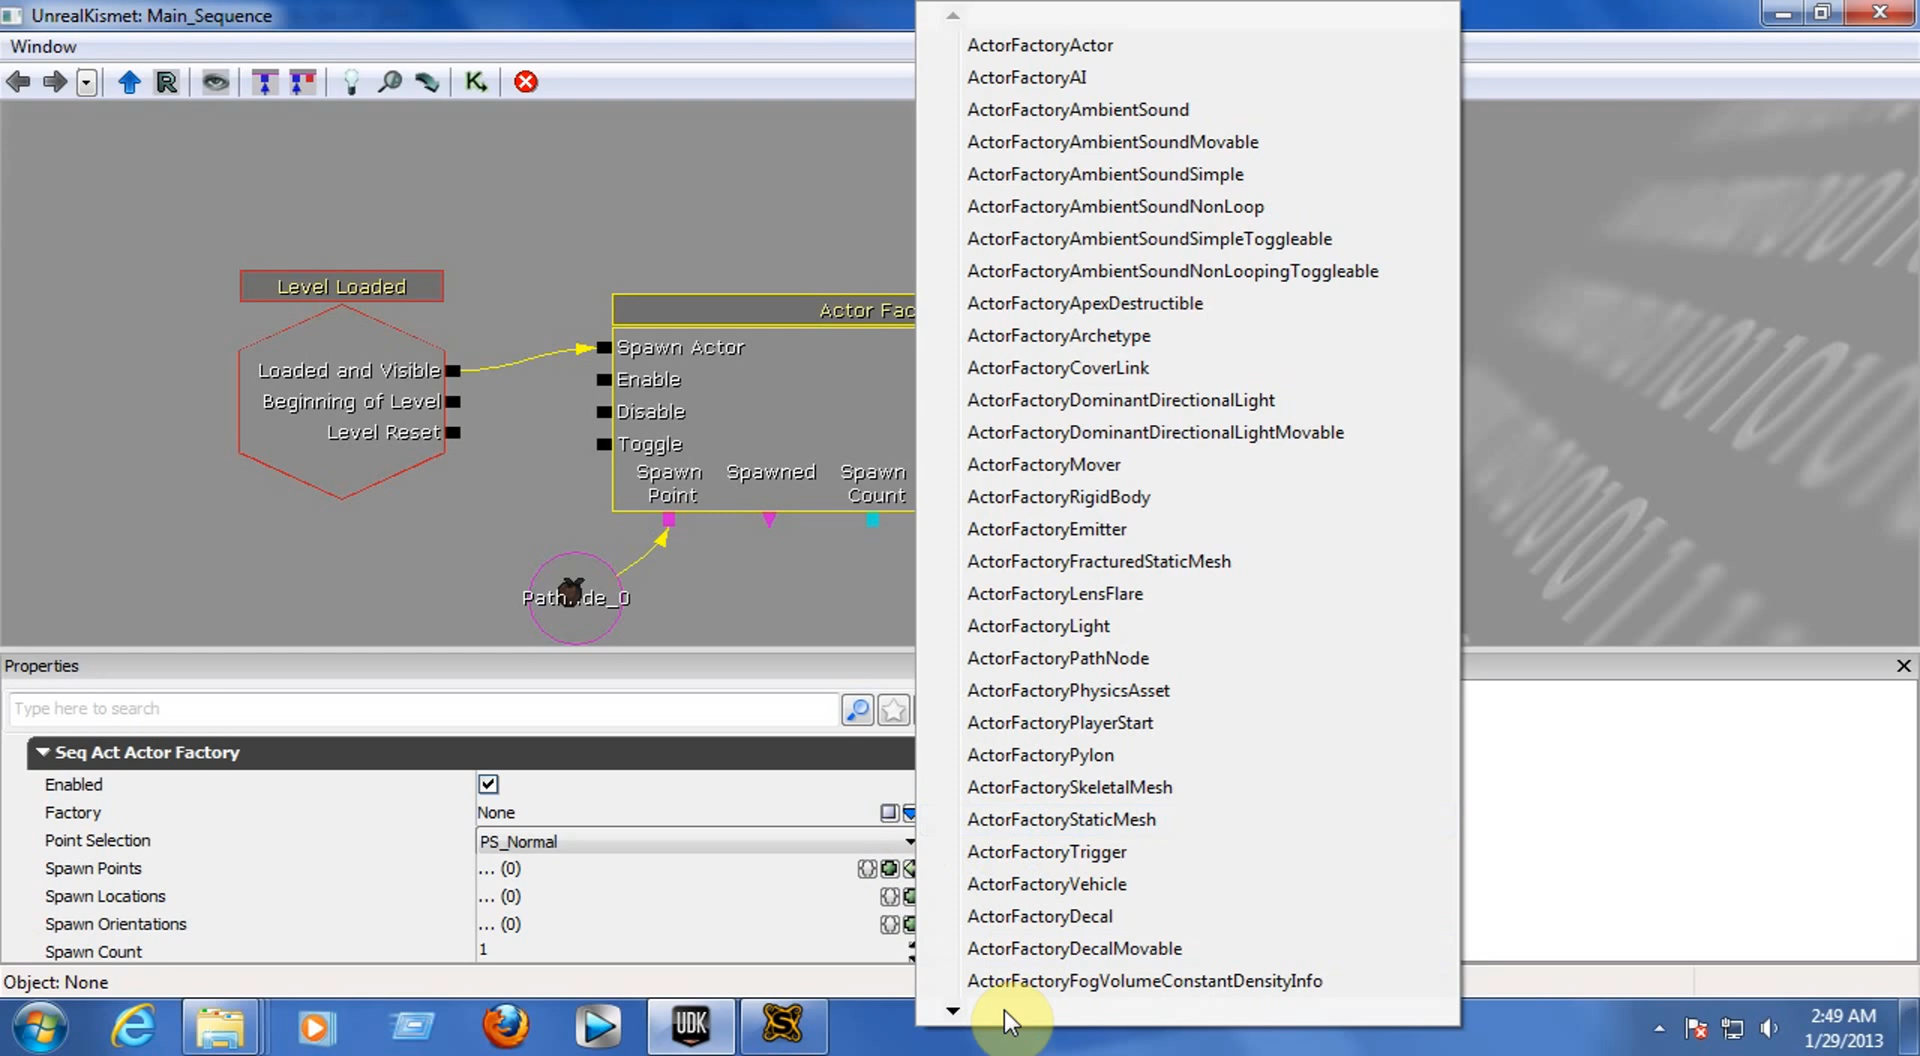 UnrealKismet: Main_Sequence
Window
Level Loaded
Loaded and Visible
Beginning of Level
Level Reset
Actor Fac
Spawn Actor
Enable
Disable
Toggle
Spawn Point
Spawned
Spawn Count
ActorFactoryActor
ActorFactoryAI
ActorFactoryAmbientSound
ActorFactoryAmbientSoundMovable
ActorFactoryAmbientSoundSimple
ActorFactoryAmbientSoundNonLoop
ActorFactoryAmbientSoundSimpleToggleable
ActorFactoryAmbientSoundNonLoopingToggleable
ActorFactoryApexDestructible
ActorFactoryArchetype
ActorFactoryCoverLink
ActorFactoryDominantDirectionalLight
ActorFactoryDominantDirectionalLightMovable
ActorFactoryMover
ActorFactoryRigidBody
ActorFactoryEmitter
ActorFactoryFracturedStaticMesh
ActorFactoryLensFlare
ActorFactoryLight
ActorFactoryPathNode
ActorFactoryPhysicsAsset
ActorFactoryPlayerStart
ActorFactoryPylon
ActorFactorySkeletalMesh
ActorFactoryStaticMesh
ActorFactoryTrigger
ActorFactoryVehicle
ActorFactoryDecal
ActorFactoryDecalMovable
ActorFactoryFogVolumeConstantDensityInfo
Properties
Type here to search
Seq Act Actor Factory
Enabled
Factory None
Point Selection PS_Normal
Spawn Points ... (0)
Spawn Locations ... (0)
Spawn Orientations ... (0)
Spawn Count 1
Object: None
UDK
2:49 AM
1/29/2013